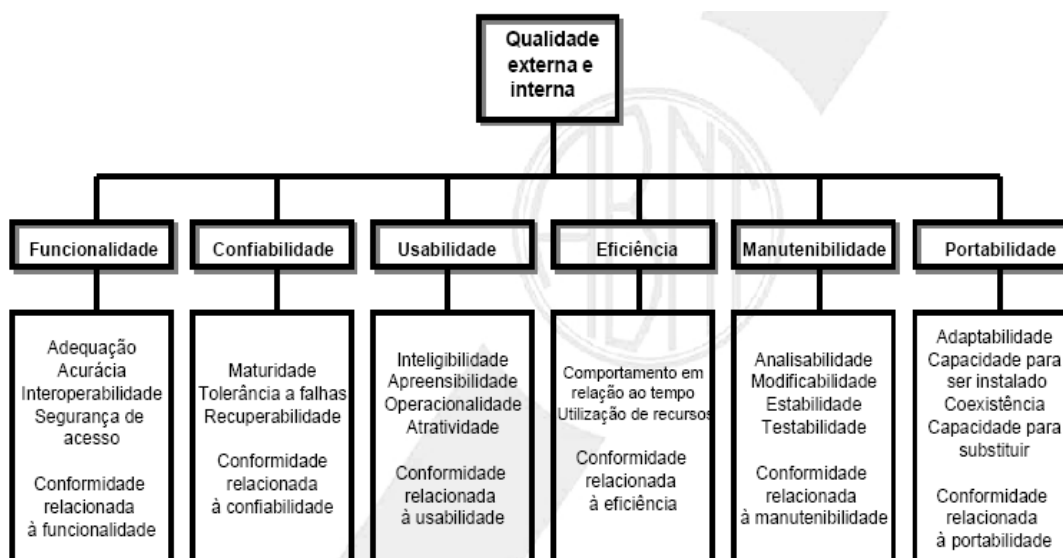 Qualidade
externa e
interna
Funcionalidade
Confiabilidade
Usabilidade
Eficiência
Manutenibilidade
Portabilidade
Adequação
Acurácia
Interoperabilidade
Segurança de
acesso
Conformidade
relacionada
à funcionalidade
Maturidade
Tolerância a falhas
Recuperabilidade
Conformidade
relacionada
à confiabilidade
Inteligibilidade
Apreensibilidade
Operacionalidade
Atratividade
Conformidade
relacionada
à usabilidade
Comportamento em
relação ao tempo
Utilização de recursos
Conformidade
relacionada
à eficiência
Analisabilidade
Modificabilidade
Estabilidade
Testabilidade
Conformidade
relacionada
à manutenibilidade
Adaptabilidade
Capacidade para
ser instalado
Coexistência
Capacidade para
substituir
Conformidade
relacionada
à portabilidade
ABNT